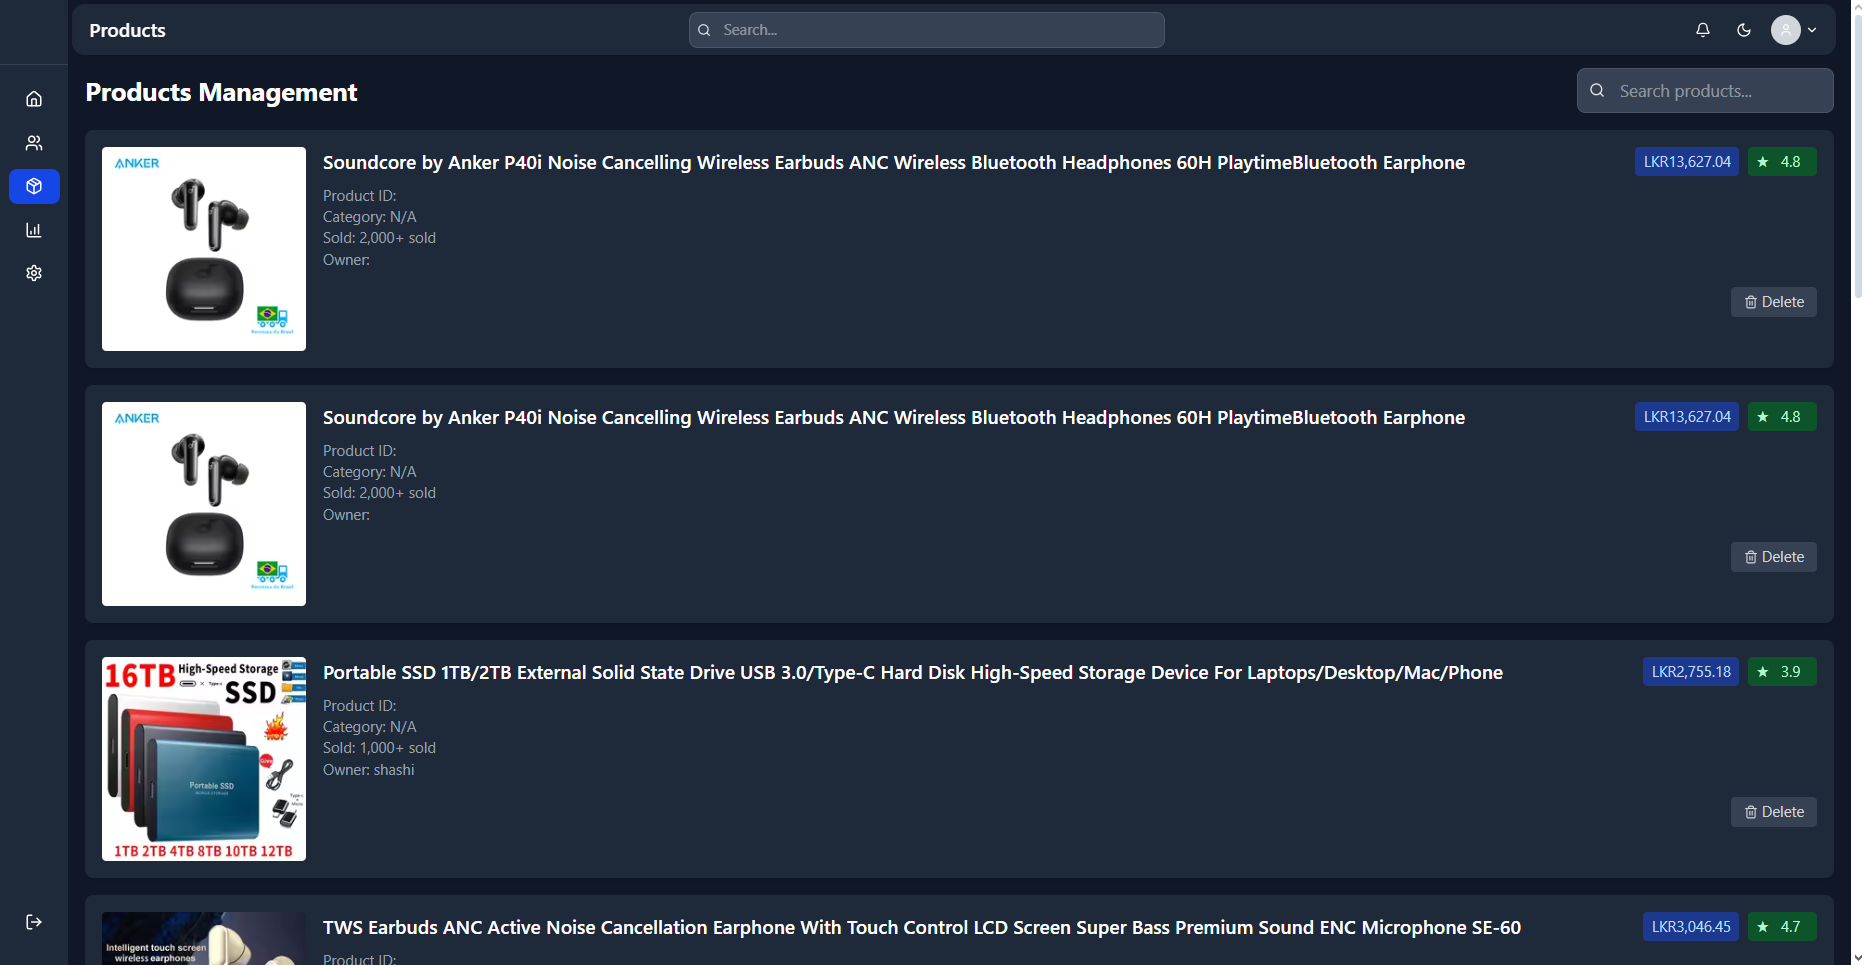 Products
Search...
Products Management
Search products...
ANKER
Soundcore by Anker P40i Noise Cancelling Wireless Earbuds ANC Wireless Bluetooth Headphones 60H PlaytimeBluetooth Earphone
LKR13,627.04
★ 4.8
Product ID:
Category: N/A
Sold: 2,000+ sold
Owner:
Delete
ANKER
Soundcore by Anker P40i Noise Cancelling Wireless Earbuds ANC Wireless Bluetooth Headphones 60H PlaytimeBluetooth Earphone
LKR13,627.04
★ 4.8
Product ID:
Category: N/A
Sold: 2,000+ sold
Owner:
Delete
16TB High-Speed Storage
SSD
Portable SSD
1TB 2TB 4TB 8TB 10TB 12TB
Portable SSD 1TB/2TB External Solid State Drive USB 3.0/Type-C Hard Disk High-Speed Storage Device For Laptops/Desktop/Mac/Phone
LKR2,755.18
★ 3.9
Product ID:
Category: N/A
Sold: 1,000+ sold
Owner: shashi
Delete
Intelligent touch screen
wireless earphones
TWS Earbuds ANC Active Noise Cancellation Earphone With Touch Control LCD Screen Super Bass Premium Sound ENC Microphone SE-60
LKR3,046.45
★ 4.7
Product ID: